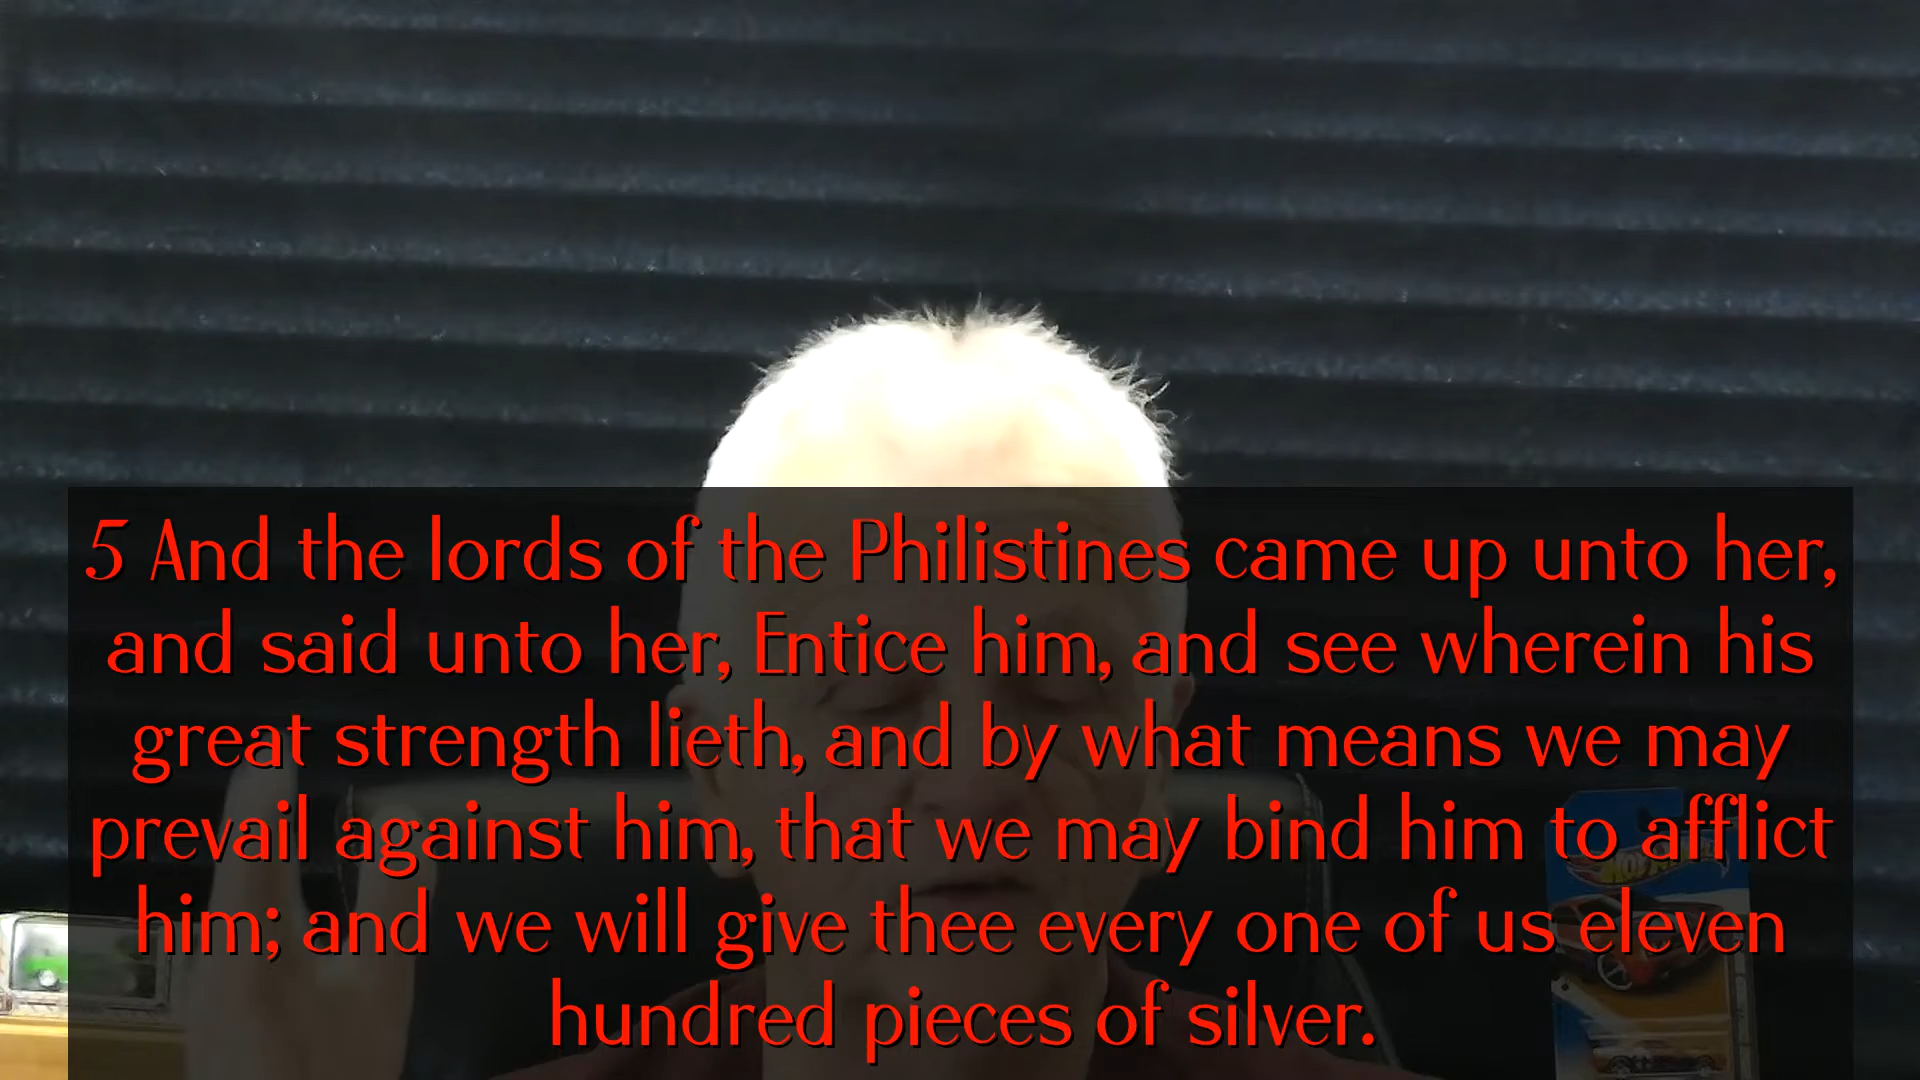 5 And the lords of the Philistines came up unto her,
and said unto her, Entice him, and see wherein his
great strength lieth, and by what means we may
prevail against him, that we may bind him to afflict
him; and we will give thee every one of us eleven
hundred pieces of silver.